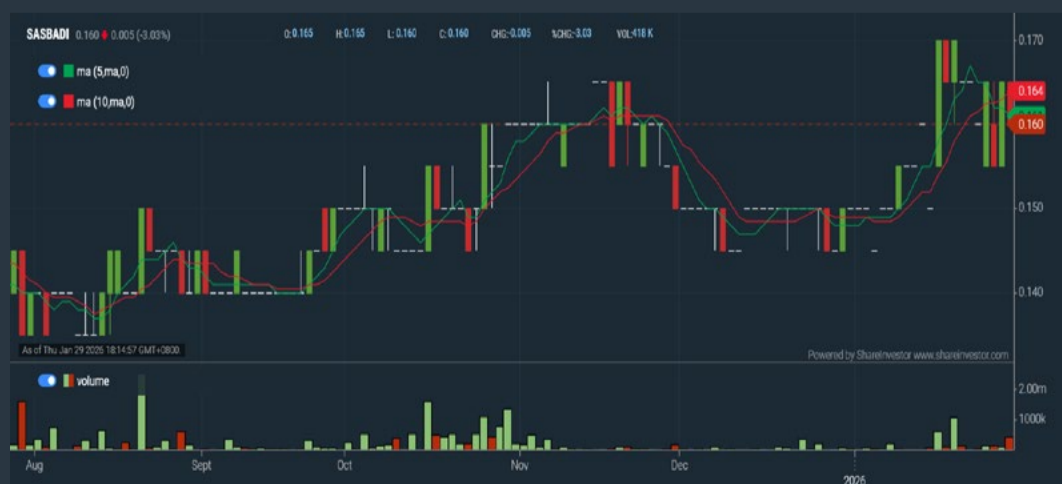 SASBADI 0.160 0.005 (-3.03%) O:0.165 H:0.165 L:0.160 C:0.160 CHG:-0.005 %CHG:-3.03 VOL:418 K
ma (5,ma,0)
ma (10,ma,0)
0.170
0.164
0.160
0.150
0.140
As of Thu Jan 29 2026 18:14:57 GMT+0800
Powered by ShareInvestor www.shareinvestor.com
volume
2.00m
1000k
Aug Sept Oct Nov Dec
2026